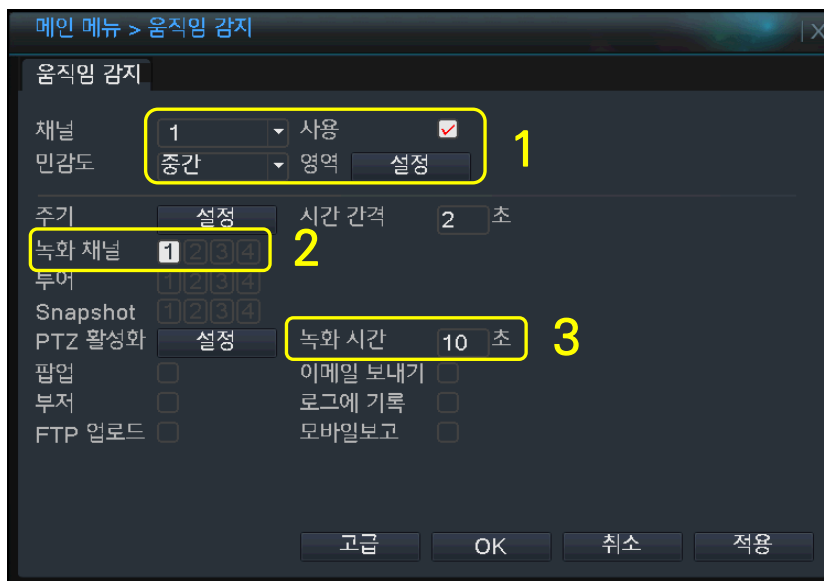 메인 메뉴 > 움직임 감지 X
움직임 감지
채널 1 사용
민감도 중간 영역 설정
1
주기 설정 시간 간격 2 초
녹화 채널 1 2 3 4
2
투어 1 2 3 4
Snapshot 1 2 3 4
PTZ 활성화 설정 녹화 시간 10 초
3
팝업 이메일 보내기
부저 로그에 기록
FTP 업로드 모바일보고
고급 OK 취소 적용